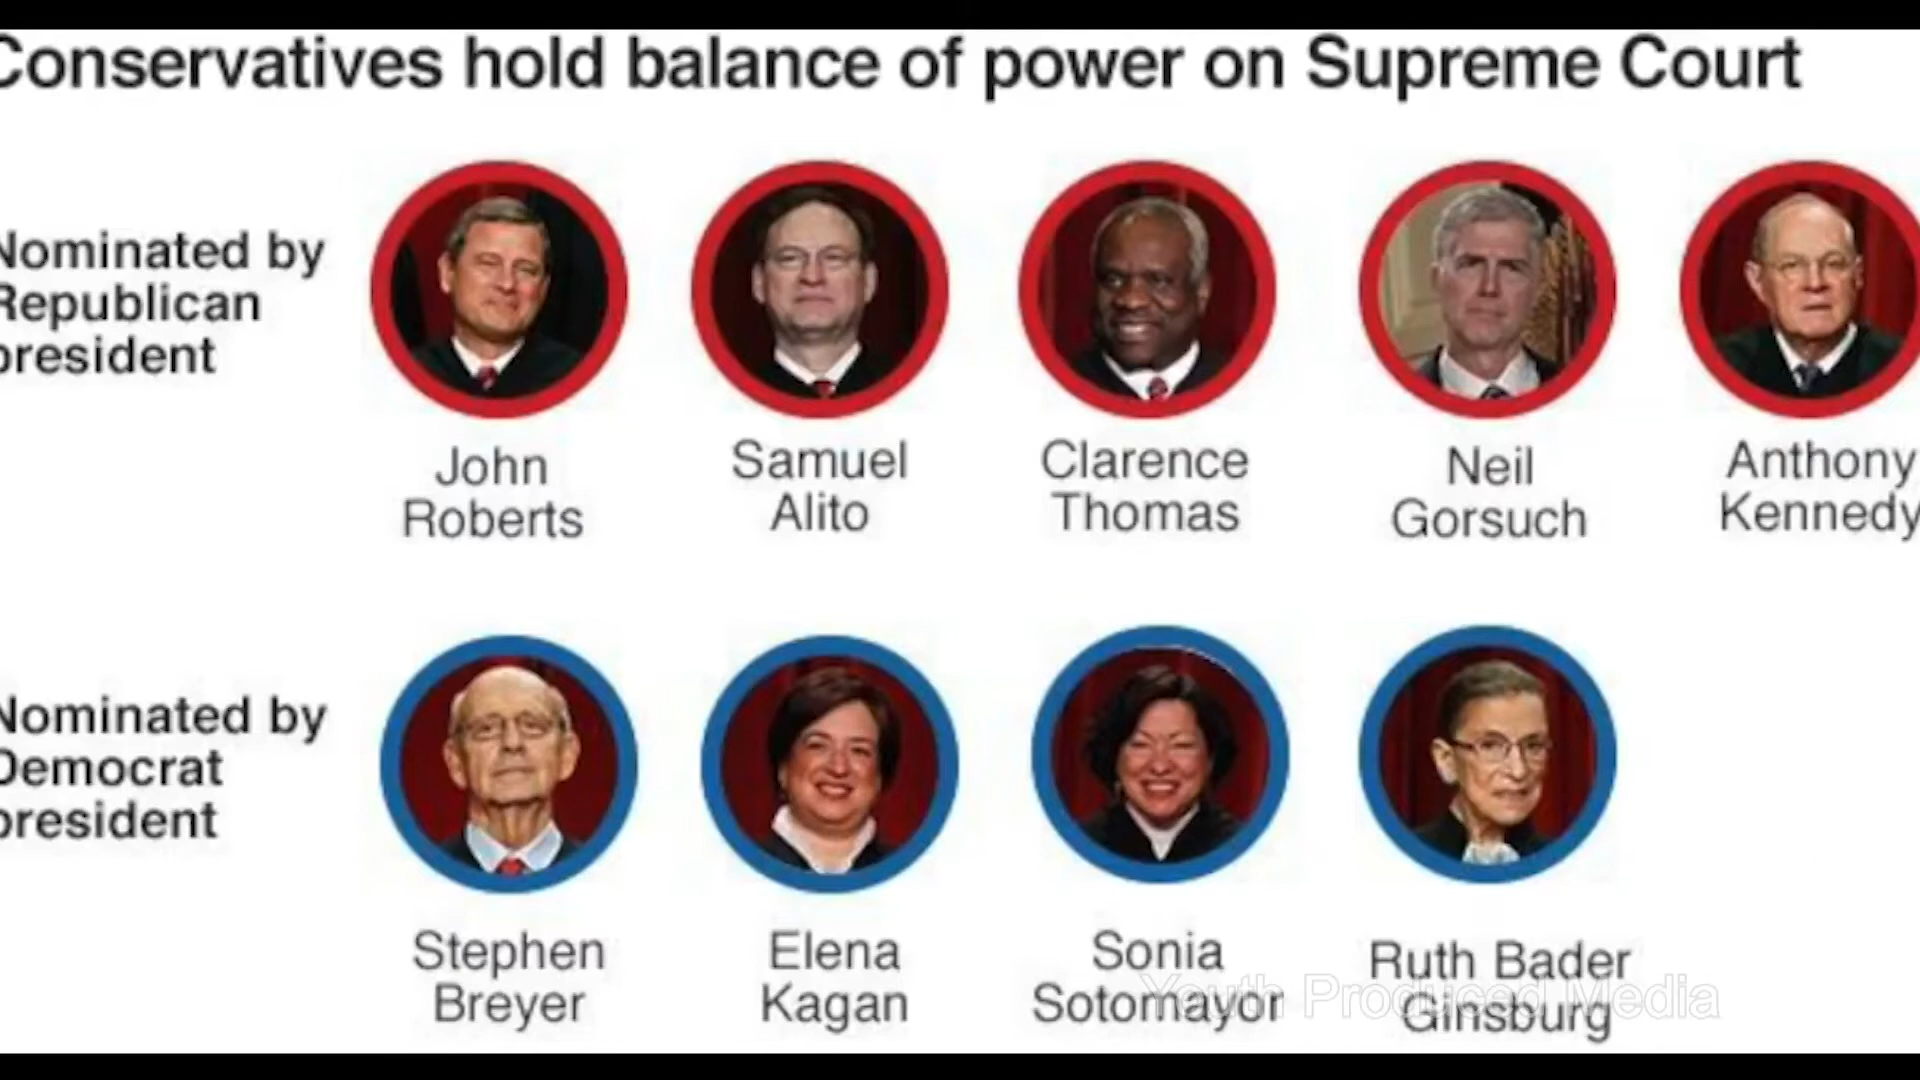 Conservatives hold balance of power on Supreme Court
Nominated by
Republican
president
John
Roberts
Samuel
Alito
Clarence
Thomas
Neil
Gorsuch
Anthony
Kennedy
Nominated by
Democrat
president
Stephen
Breyer
Elena
Kagan
Sonia
Sotomayor
Ruth Bader
Ginsburg
Youth Produced Media